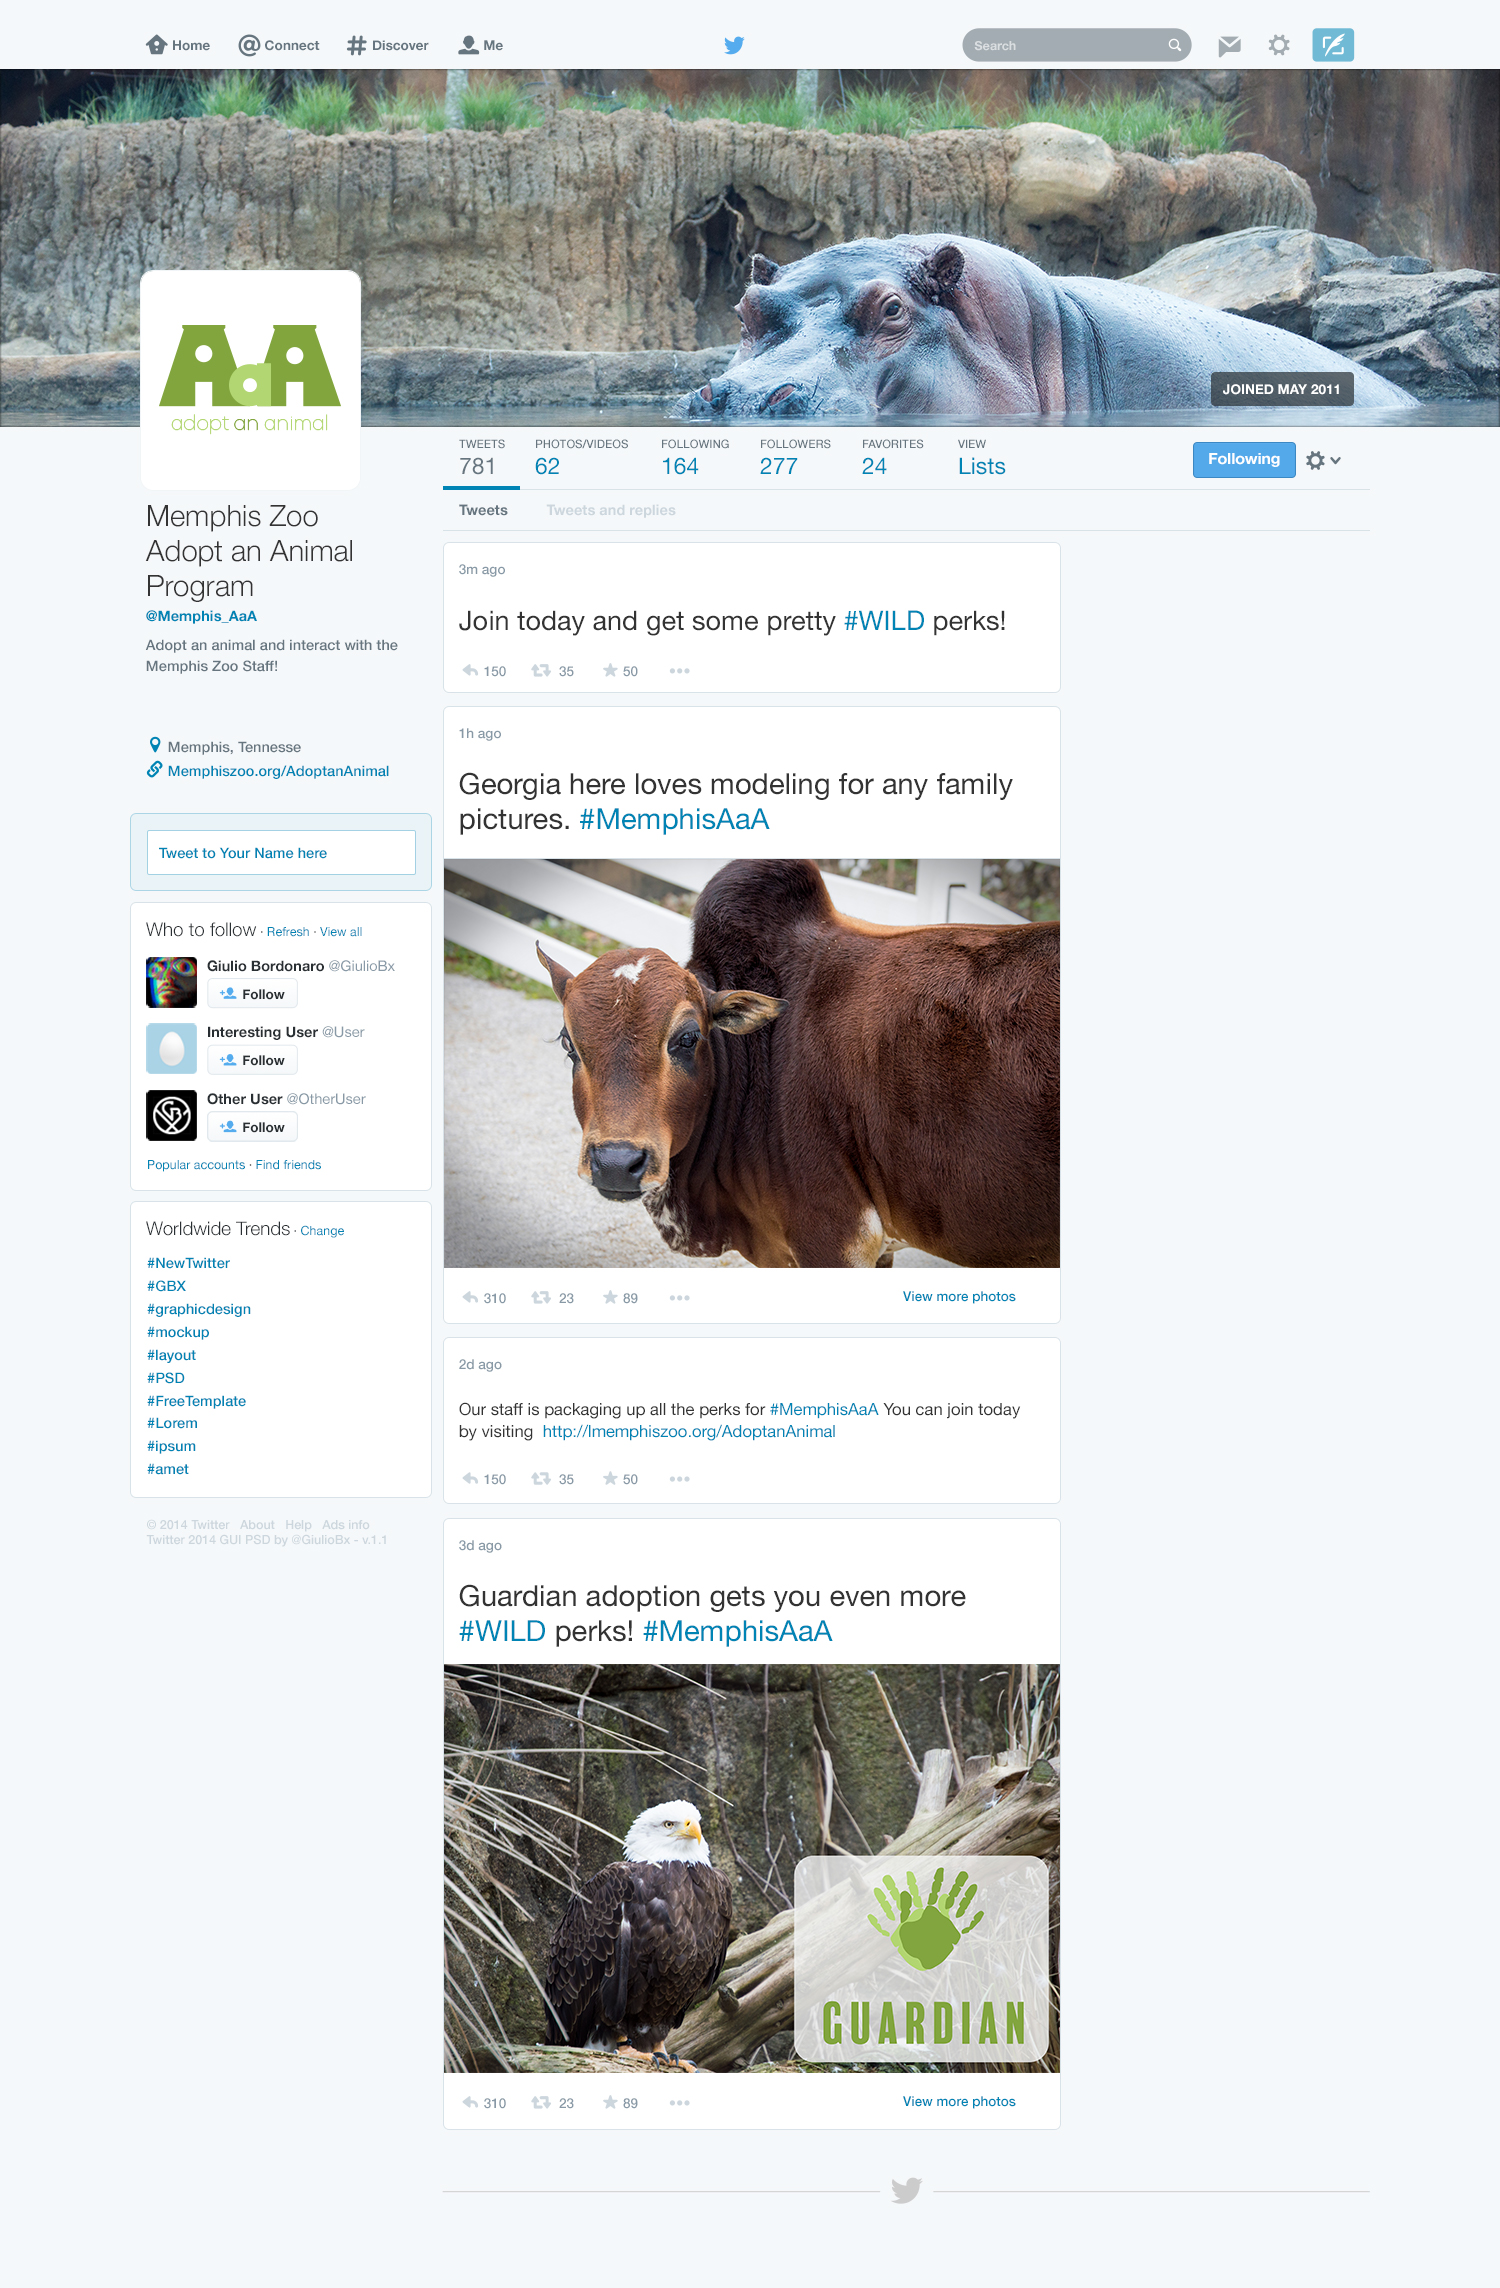 Home
Connect
Discover
Me
Search
AaA
adopt an animal
JOINED MAY 2011
TWEETS
781
PHOTOS/VIDEOS
62
FOLLOWING
164
FOLLOWERS
277
FAVORITES
24
VIEW
Lists
Following
Tweets
Tweets and replies
Memphis Zoo
Adopt an Animal
Program
@Memphis_AaA
Adopt an animal and interact with the
Memphis Zoo Staff!
Memphis, Tennesse
Memphiszoo.org/AdoptanAnimal
Tweet to Your Name here
Who to follow · Refresh · View all
Giulio Bordonaro @GiulioBx
Follow
Interesting User @User
Follow
Other User @OtherUser
Follow
Popular accounts · Find friends
Worldwide Trends · Change
#NewTwitter
#GBX
#graphicdesign
#mockup
#layout
#PSD
#FreeTemplate
#Lorem
#ipsum
#amet
© 2014 Twitter About Help Ads info
Twitter 2014 GUI PSD by @GiulioBx - v.1.1
3m ago
Join today and get some pretty #WILD perks!
150 35 50
1h ago
Georgia here loves modeling for any family
pictures. #MemphisAaA
310 23 89
View more photos
2d ago
Our staff is packaging up all the perks for #MemphisAaA You can join today
by visiting http://lmemphiszoo.org/AdoptanAnimal
150 35 50
3d ago
Guardian adoption gets you even more
#WILD perks! #MemphisAaA
GUARDIAN
310 23 89
View more photos